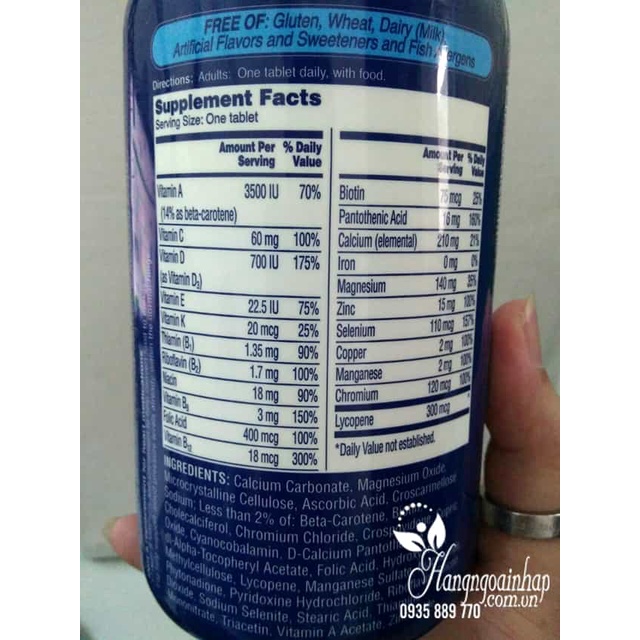 FREE OF: Gluten, Wheat, Dairy (Milk),
Artificial Flavors and Sweeteners and Fish
Directions: Adults: One tablet daily, with food.
Supplement Facts
Serving Size: One tablet
Amount Per Serving % Daily Value
Vitamin A 3500 IU 70%
(14% as beta-carotene)
Vitamin C 60 mg 100%
Vitamin D 700 IU 175%
(as Vitamin D3)
Vitamin E 22.5 IU 75%
Vitamin K 20 mcg 25%
Thiamin (B1) 1.35 mg 90%
Riboflavin (B2) 1.7 mg 100%
Niacin 18 mg 90%
Vitamin B6 3 mg 150%
Folic Acid 400 mcg 100%
Vitamin B12 18 mcg 300%
Amount Per Serving % Daily Value
Biotin 75 mcg 25%
Pantothenic Acid 16 mg 160%
Calcium (elemental) 210 mg 21%
Iron 0 mg 0%
Magnesium 140 mg 35%
Zinc 15 mg 100%
Selenium 110 mcg 157%
Copper 2 mg 100%
Manganese 2 mg 100%
Chromium 120 mcg 100%
Lycopene 300 mcg *
*Daily Value not established.
INGREDIENTS: Calcium Carbonate, Magnesium Oxide,
Microcrystalline Cellulose, Ascorbic Acid, Croscarmellose
Sodium; Less than 2% of: Beta-Carotene,
Cholecalciferol, Chromium Chloride,
Oxide, Cyanocobalamin, D-Calcium
dl-Alpha-Tocopheryl Acetate, Folic Acid,
Methylcellulose, Lycopene, Manganese
Phytonadione, Pyridoxine Hydrochloride,
Sodium Selenite, Stearic Acid,
Triacetin, Vitamin A Acetate,
Hangngoainhap
.com.vn
0935 889 770